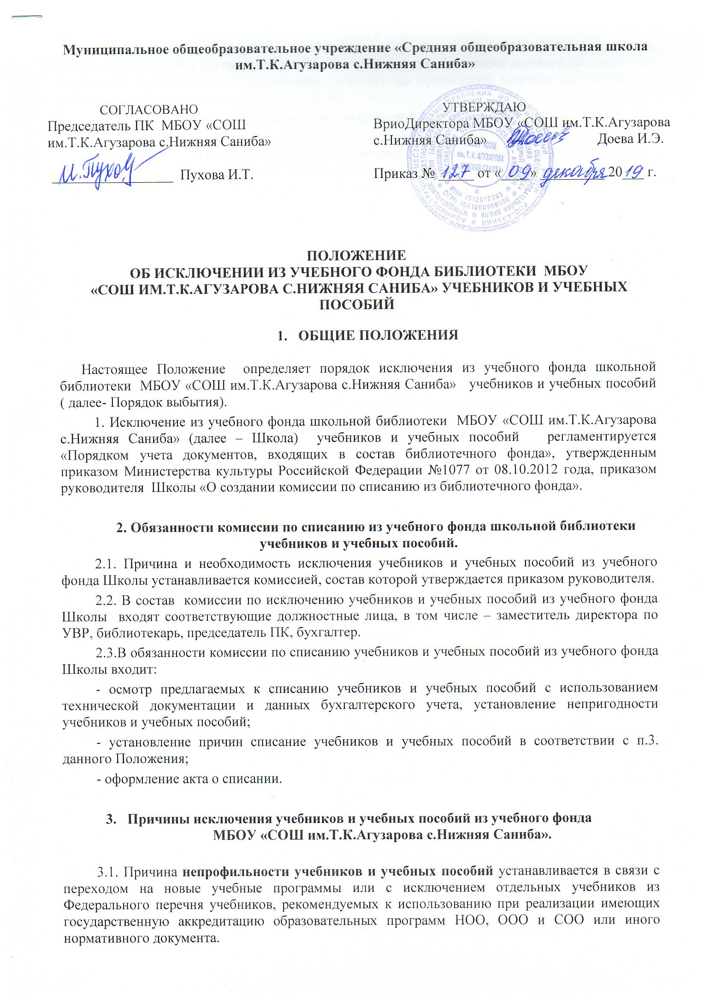 Муниципальное общеобразовательное учреждение «Средняя общеобразовательная школа
им.Т.К.Агузарова с.Нижняя Саниба»
СОГЛАСОВАНО
Председатель ПК МБОУ «СОШ
им.Т.К.Агузарова с.Нижняя Саниба»
И.Пухов
Пухова И.Т.
УТВЕРЖДАЮ
ВриоДиректора МБОУ «СОШ им.Т.К.Агузарова
с.Нижняя Саниба» Доева И.Э.
Приказ № 127 от «09» декабря 2019 г.
МБОУ «СОШ
им. Т. К. АГУЗАРОВА
НИЖНЯЯ САНИБА»
ИНН 1512012385
ОГРН 1021500980380
ПОЛОЖЕНИЕ
ОБ ИСКЛЮЧЕНИИ ИЗ УЧЕБНОГО ФОНДА БИБЛИОТЕКИ МБОУ
«СОШ ИМ.Т.К.АГУЗАРОВА С.НИЖНЯЯ САНИБА» УЧЕБНИКОВ И УЧЕБНЫХ
ПОСОБИЙ
1. ОБЩИЕ ПОЛОЖЕНИЯ
Настоящее Положение определяет порядок исключения из учебного фонда школьной
библиотеки МБОУ «СОШ им.Т.К.Агузарова с.Нижняя Саниба» учебников и учебных пособий
( далее- Порядок выбытия).
1. Исключение из учебного фонда школьной библиотеки МБОУ «СОШ им.Т.К.Агузарова
с.Нижняя Саниба» (далее – Школа) учебников и учебных пособий регламентируется
«Порядком учета документов, входящих в состав библиотечного фонда», утвержденным
приказом Министерства культуры Российской Федерации №1077 от 08.10.2012 года, приказом
руководителя Школы «О создании комиссии по списанию из библиотечного фонда».
2. Обязанности комиссии по списанию из учебного фонда школьной библиотеки
учебников и учебных пособий.
2.1. Причина и необходимость исключения учебников и учебных пособий из учебного
фонда Школы устанавливается комиссией, состав которой утверждается приказом руководителя.
2.2. В состав комиссии по исключению учебников и учебных пособий из учебного фонда
Школы входят соответствующие должностные лица, в том числе – заместитель директора по
УВР, библиотекарь, председатель ПК, бухгалтер.
2.3.В обязанности комиссии по списанию учебников и учебных пособий из учебного фонда
Школы входит:
- осмотр предлагаемых к списанию учебников и учебных пособий с использованием
технической документации и данных бухгалтерского учета, установление непригодности
учебников и учебных пособий;
- установление причин списание учебников и учебных пособий в соответствии с п.3.
данного Положения;
- оформление акта о списании.
3. Причины исключения учебников и учебных пособий из учебного фонда
МБОУ «СОШ им.Т.К.Агузарова с.Нижняя Саниба».
3.1. Причина непрофильности учебников и учебных пособий устанавливается в связи с
переходом на новые учебные программы или с исключением отдельных учебников из
Федерального перечня учебников, рекомендуемых к использованию при реализации имеющих
государственную аккредитацию образовательных программ НОО, ООО и СОО или иного
нормативного документа.